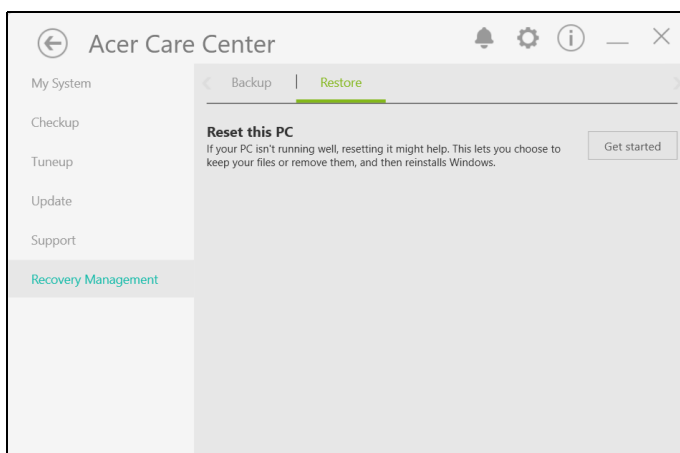 Acer Care Center
My System
Backup
Restore
Checkup
Reset this PC
If your PC isn't running well, resetting it might help. This lets you choose to
keep your files or remove them, and then reinstalls Windows.
Get started
Tuneup
Update
Support
Recovery Management